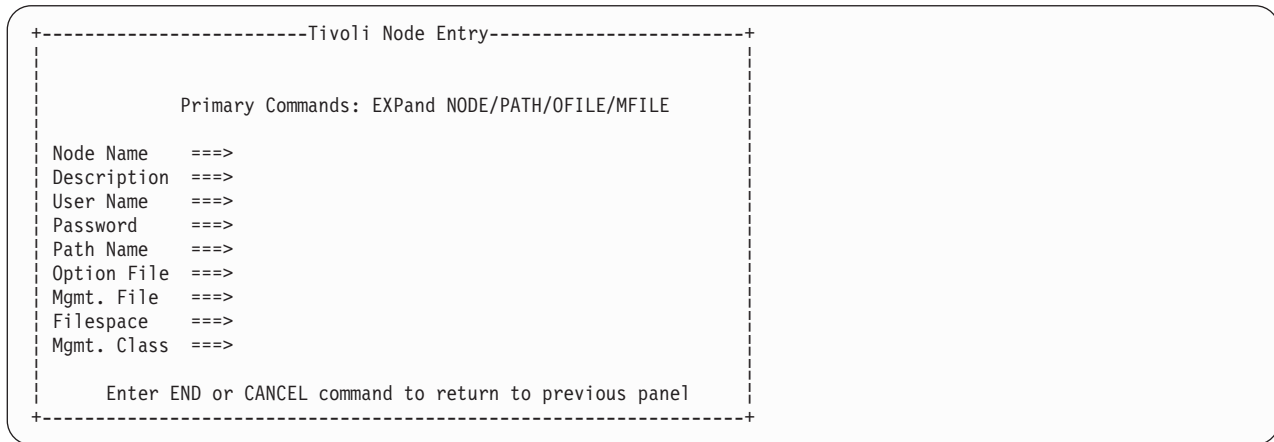 +-------------------------Tivoli Node Entry------------------------+
Primary Commands: EXPand NODE/PATH/OFILE/MFILE
Node Name ===>
Description ===>
User Name ===>
Password ===>
Path Name ===>
Option File ===>
Mgmt. File ===>
Filespace ===>
Mgmt. Class ===>
Enter END or CANCEL command to return to previous panel
+------------------------------------------------------------------+